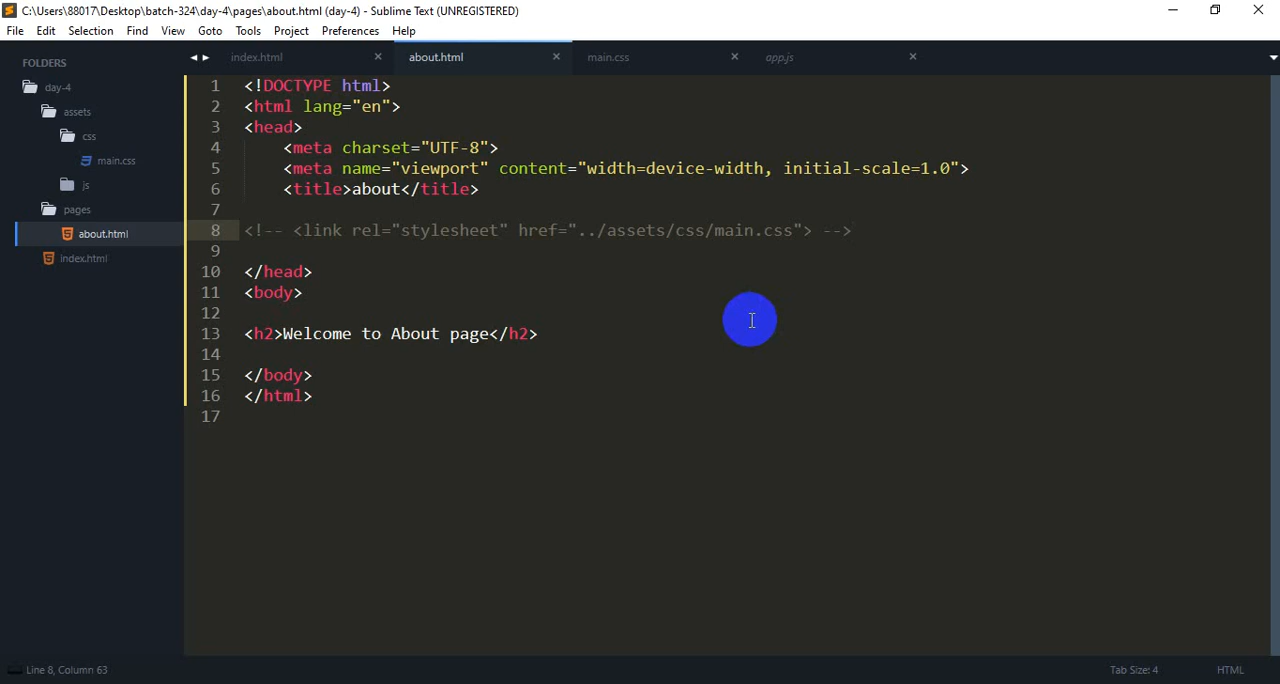 C:\Users\88017\Desktop\batch-324\day-4\pages\about.html (day-4) - Sublime Text (UNREGISTERED)
File Edit Selection Find View Goto Tools Project Preferences Help
FOLDERS
day-4
assets
css
main.css
js
pages
about.html
index.html
index.html about.html main.css app.js
1 <!DOCTYPE html>
2 <html lang="en">
3 <head>
4 <meta charset="UTF-8">
5 <meta name="viewport" content="width=device-width, initial-scale=1.0">
6 <title>about</title>
7
8 <!-- <link rel="stylesheet" href="../assets/css/main.css"> -->
9
10 </head>
11 <body>
12
13 <h2>Welcome to About page</h2>
14
15 </body>
16 </html>
17
Line 8, Column 63
Tab Size: 4
HTML